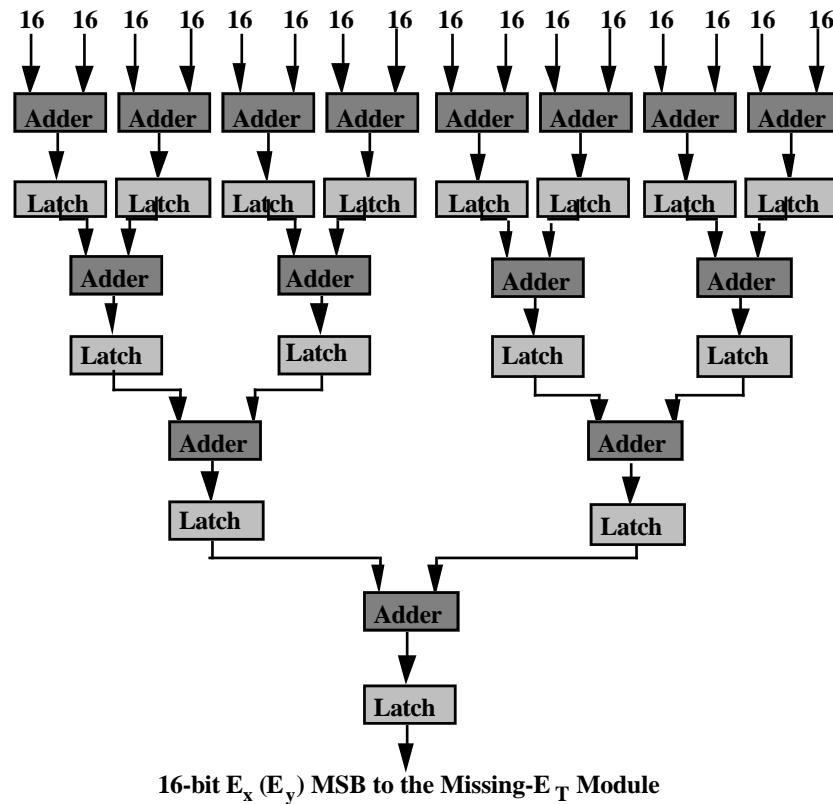 16 16 16 16 16 16 16 16 16 16 16 16 16 16 16 16
Adder Adder Adder Adder Adder Adder Adder Adder
Latch Latch Latch Latch Latch Latch Latch Latch
Adder Adder Adder Adder
Latch Latch Latch Latch
Adder Adder
Latch Latch
Adder
Latch
16-bit Ex (Ey) MSB to the Missing-ET Module